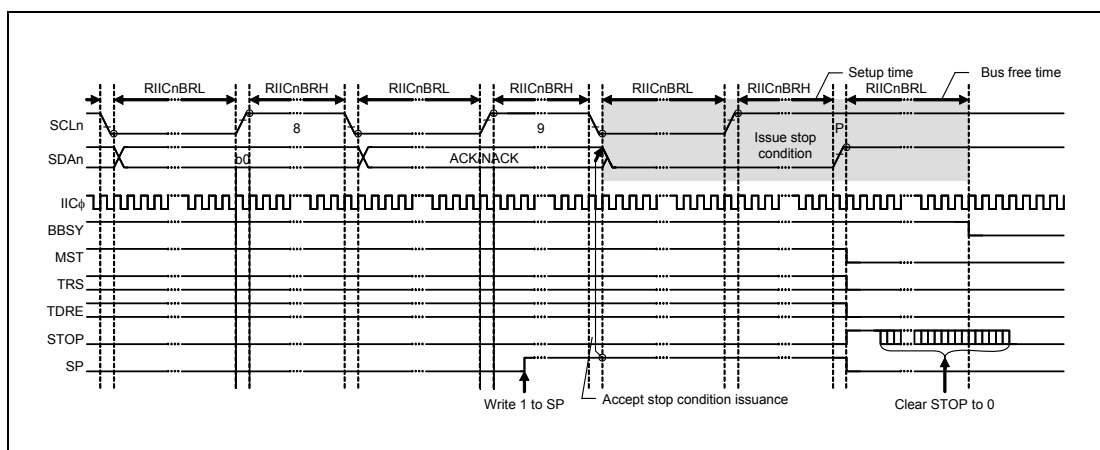 Setup time
Bus free time
RIICnBRL RIICnBRH RIICnBRL RIICnBRH RIICnBRL RIICnBRH RIICnBRL
SCLn 8 9 P
Issue stop
condition
SDAn b0 ACK/NACK
IICϕ
BBSY
MST
TRS
TDRE
STOP
SP
Write 1 to SP
Accept stop condition issuance
Clear STOP to 0